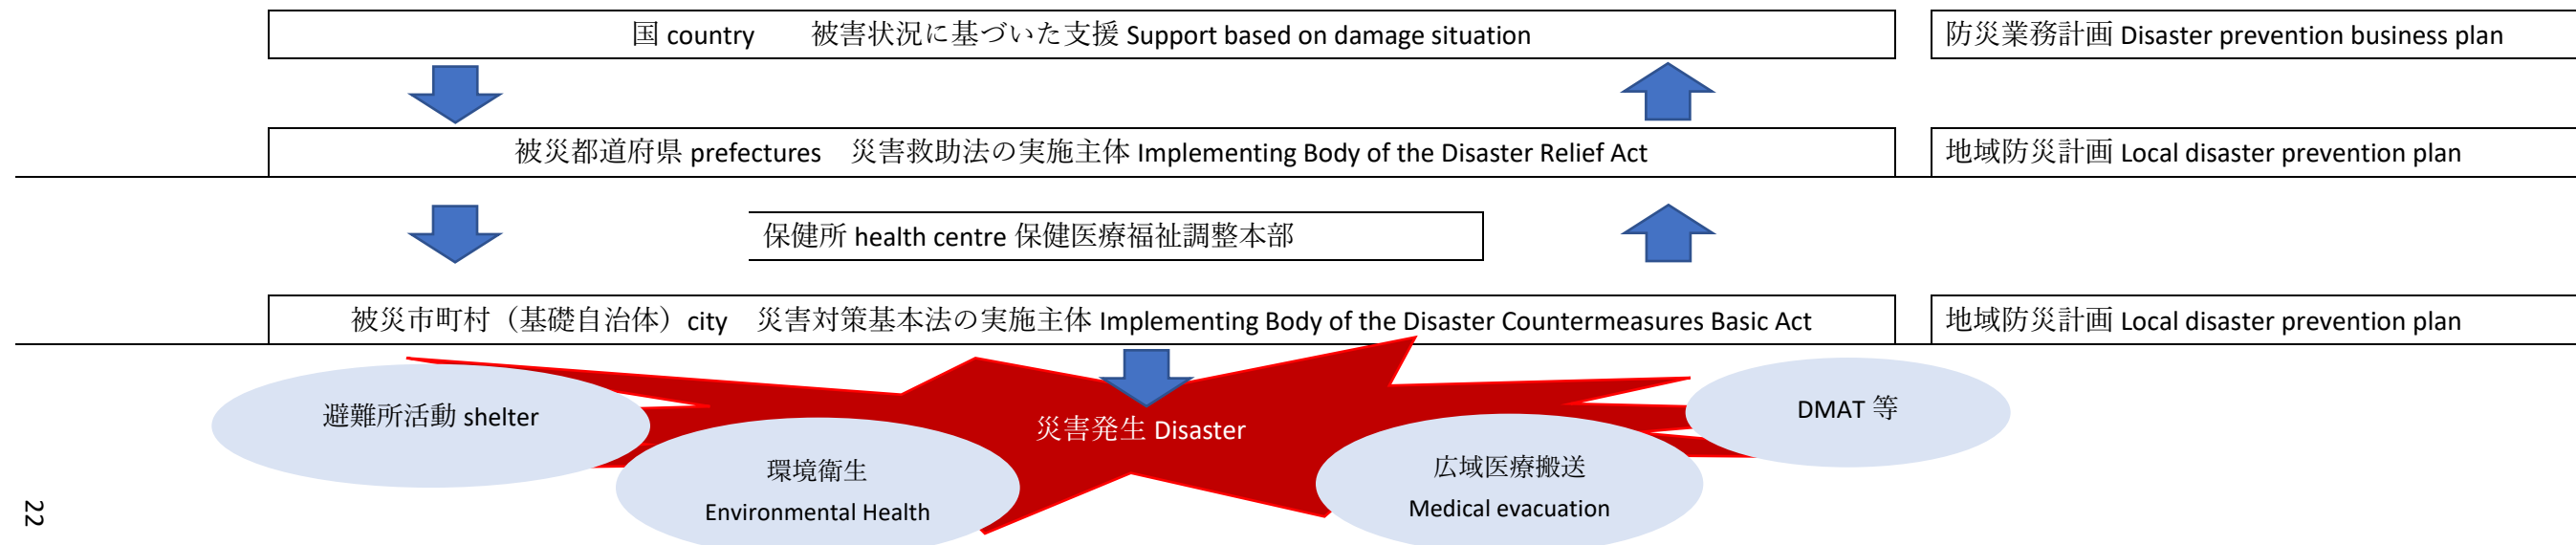 国 country　　被害状況に基づいた支援 Support based on damage situation
防災業務計画 Disaster prevention business plan
被災都道府県 prefectures　災害救助法の実施主体 Implementing Body of the Disaster Relief Act
地域防災計画 Local disaster prevention plan
保健所 health centre 保健医療福祉調整本部
被災市町村（基礎自治体）city　災害対策基本法の実施主体 Implementing Body of the Disaster Countermeasures Basic Act
地域防災計画 Local disaster prevention plan
避難所活動 shelter
災害発生 Disaster
DMAT 等
環境衛生
Environmental Health
広域医療搬送
Medical evacuation
22